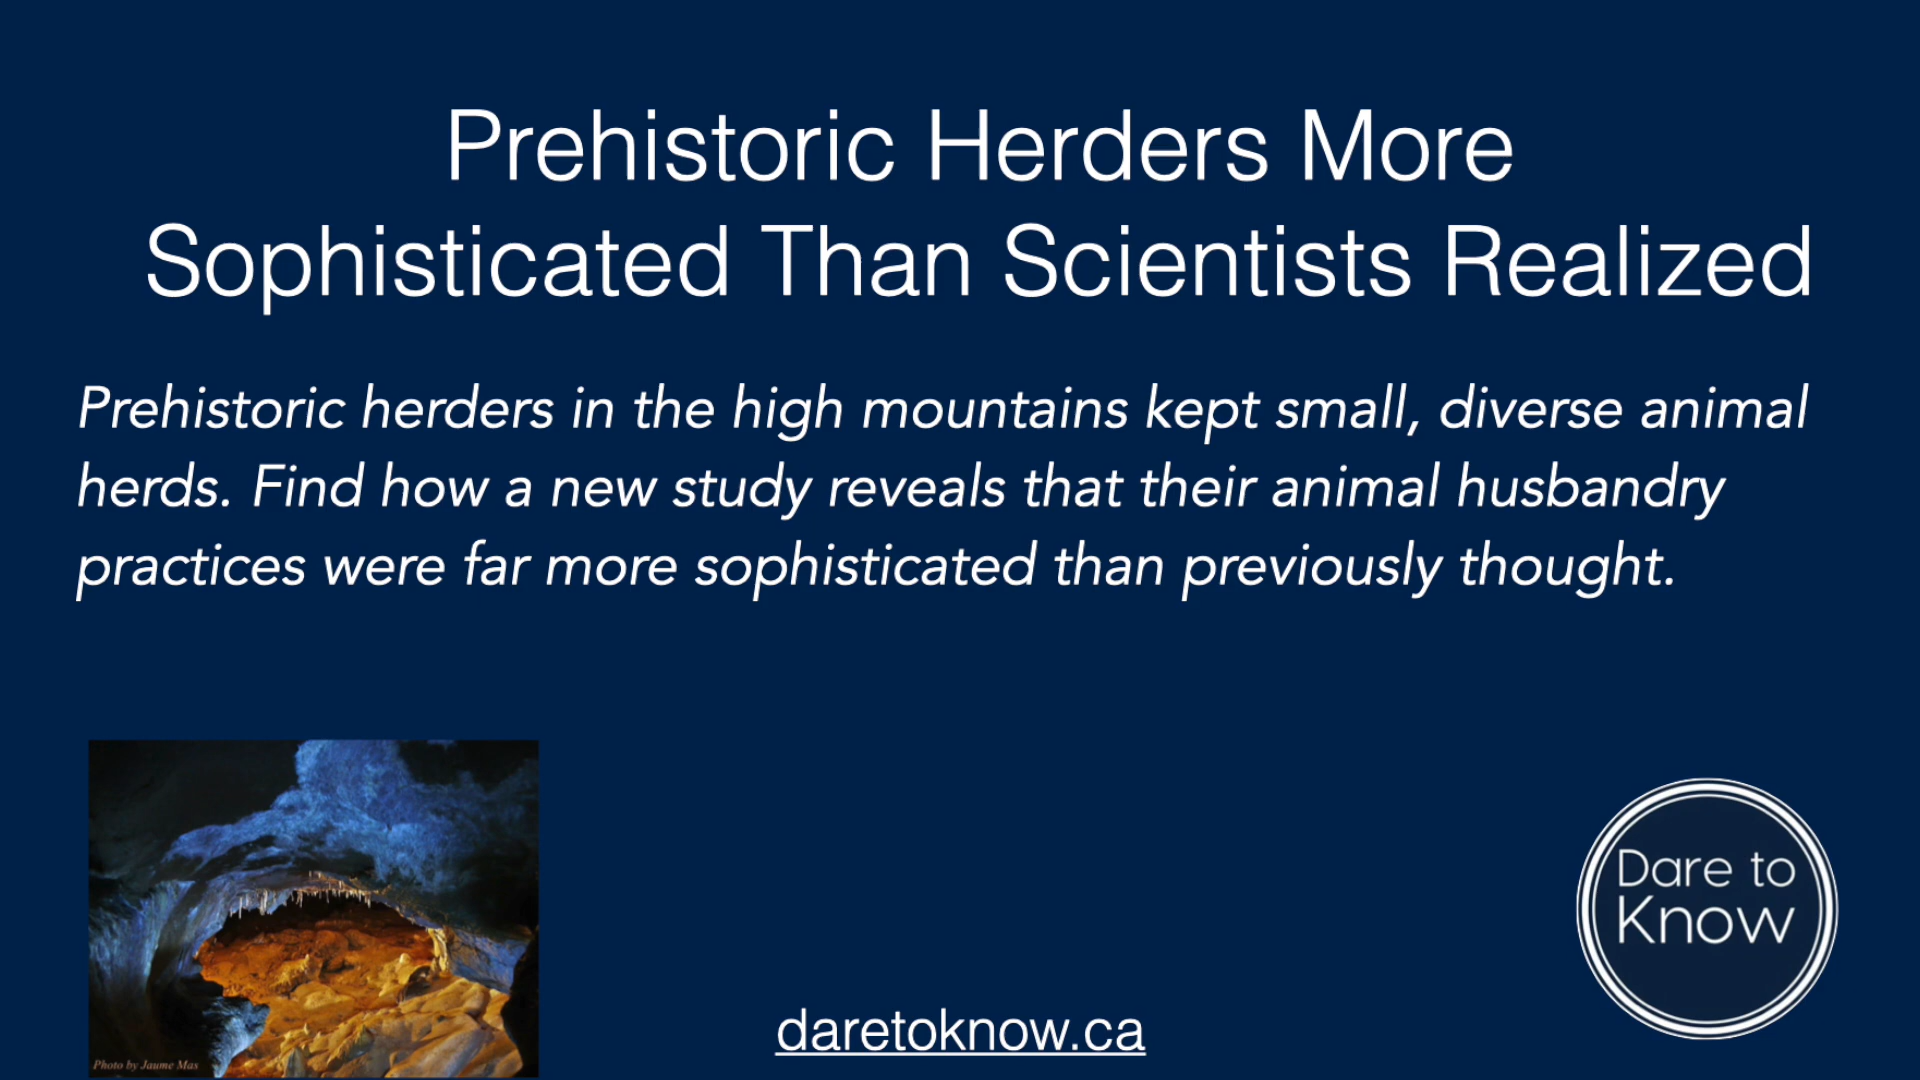 Prehistoric Herders More
Sophisticated Than Scientists Realized
Prehistoric herders in the high mountains kept small, diverse animal
herds. Find how a new study reveals that their animal husbandry
practices were far more sophisticated than previously thought.
Photo by Jaume Mas
daretoknow.ca
Dare to
Know